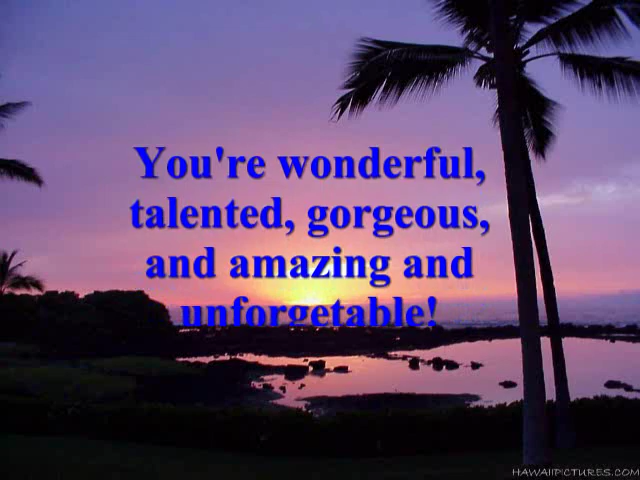 You're wonderful,
talented, gorgeous,
and amazing and
unforgetable!
HAWAIIPICTURES.COM